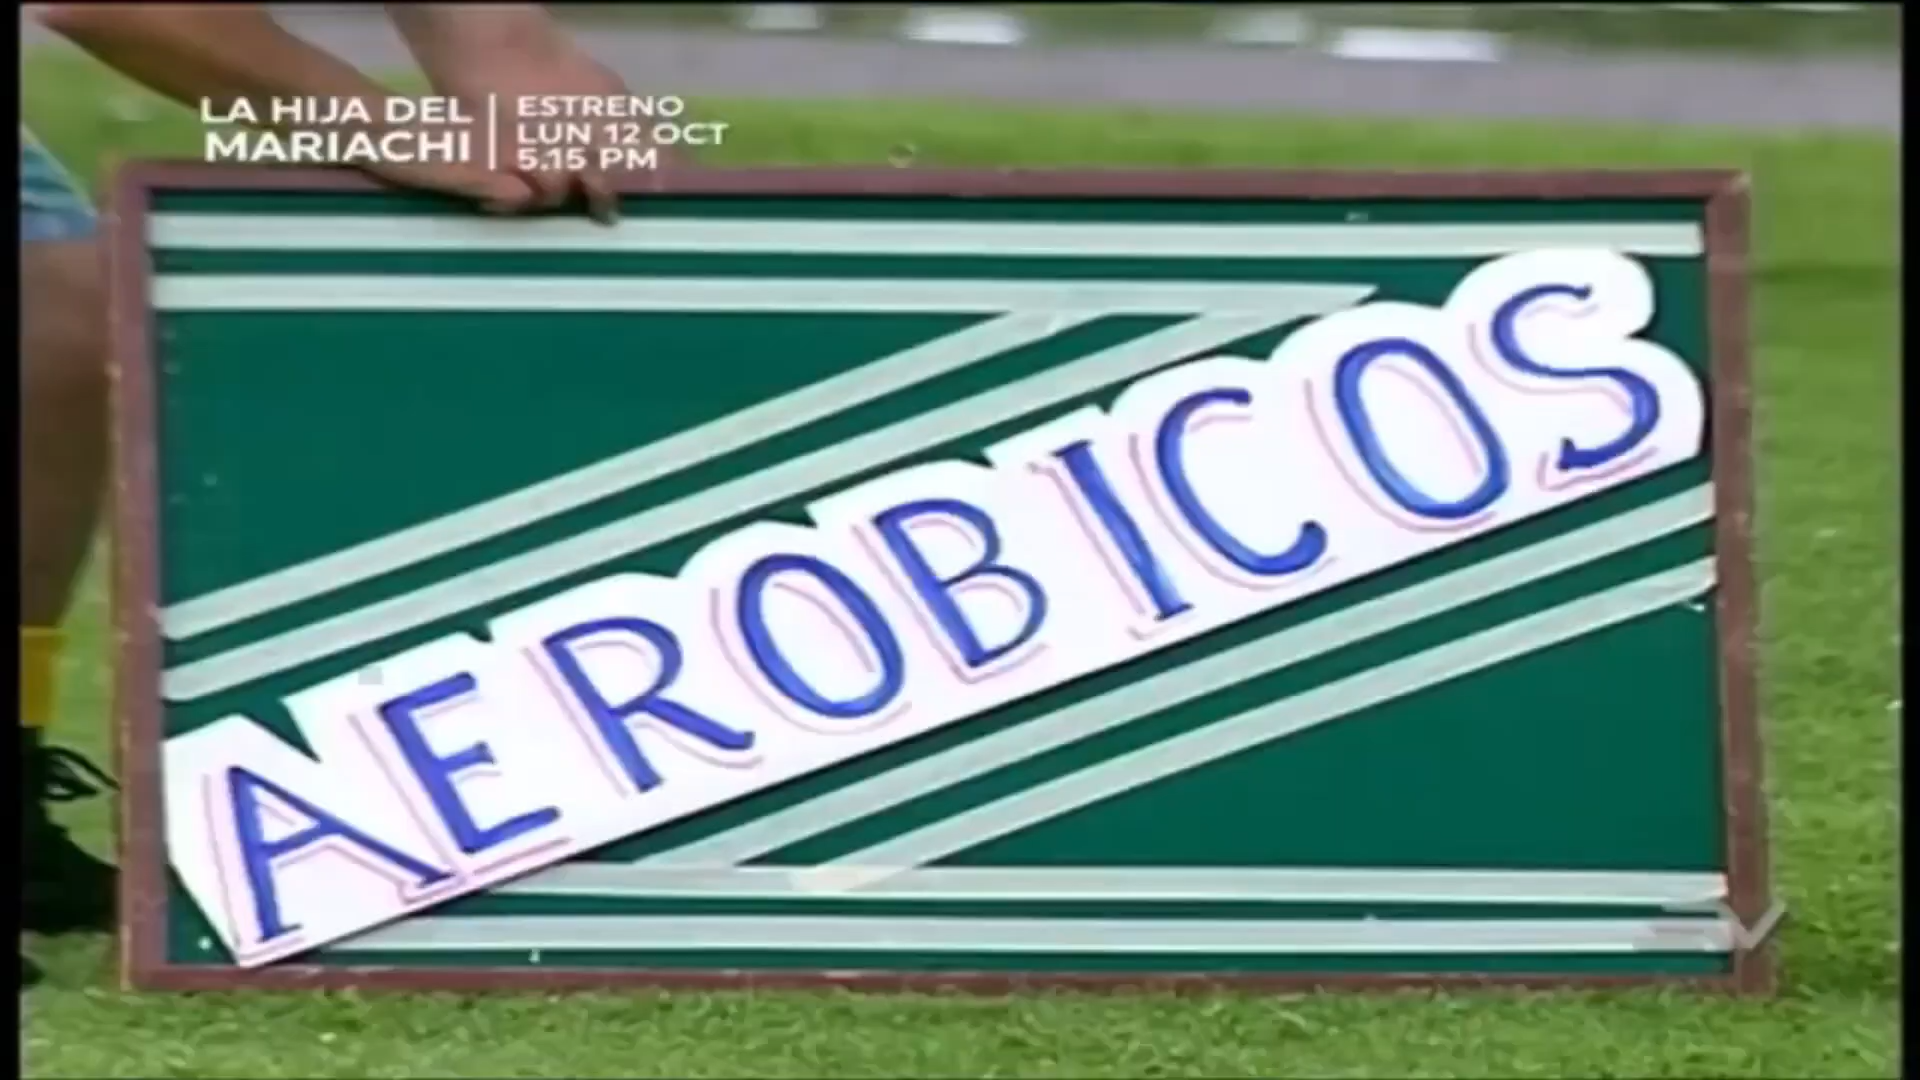 LA HIJA DEL
MARIACHI
ESTRENO
LUN 12 OCT
5.15 PM
AEROBICOS